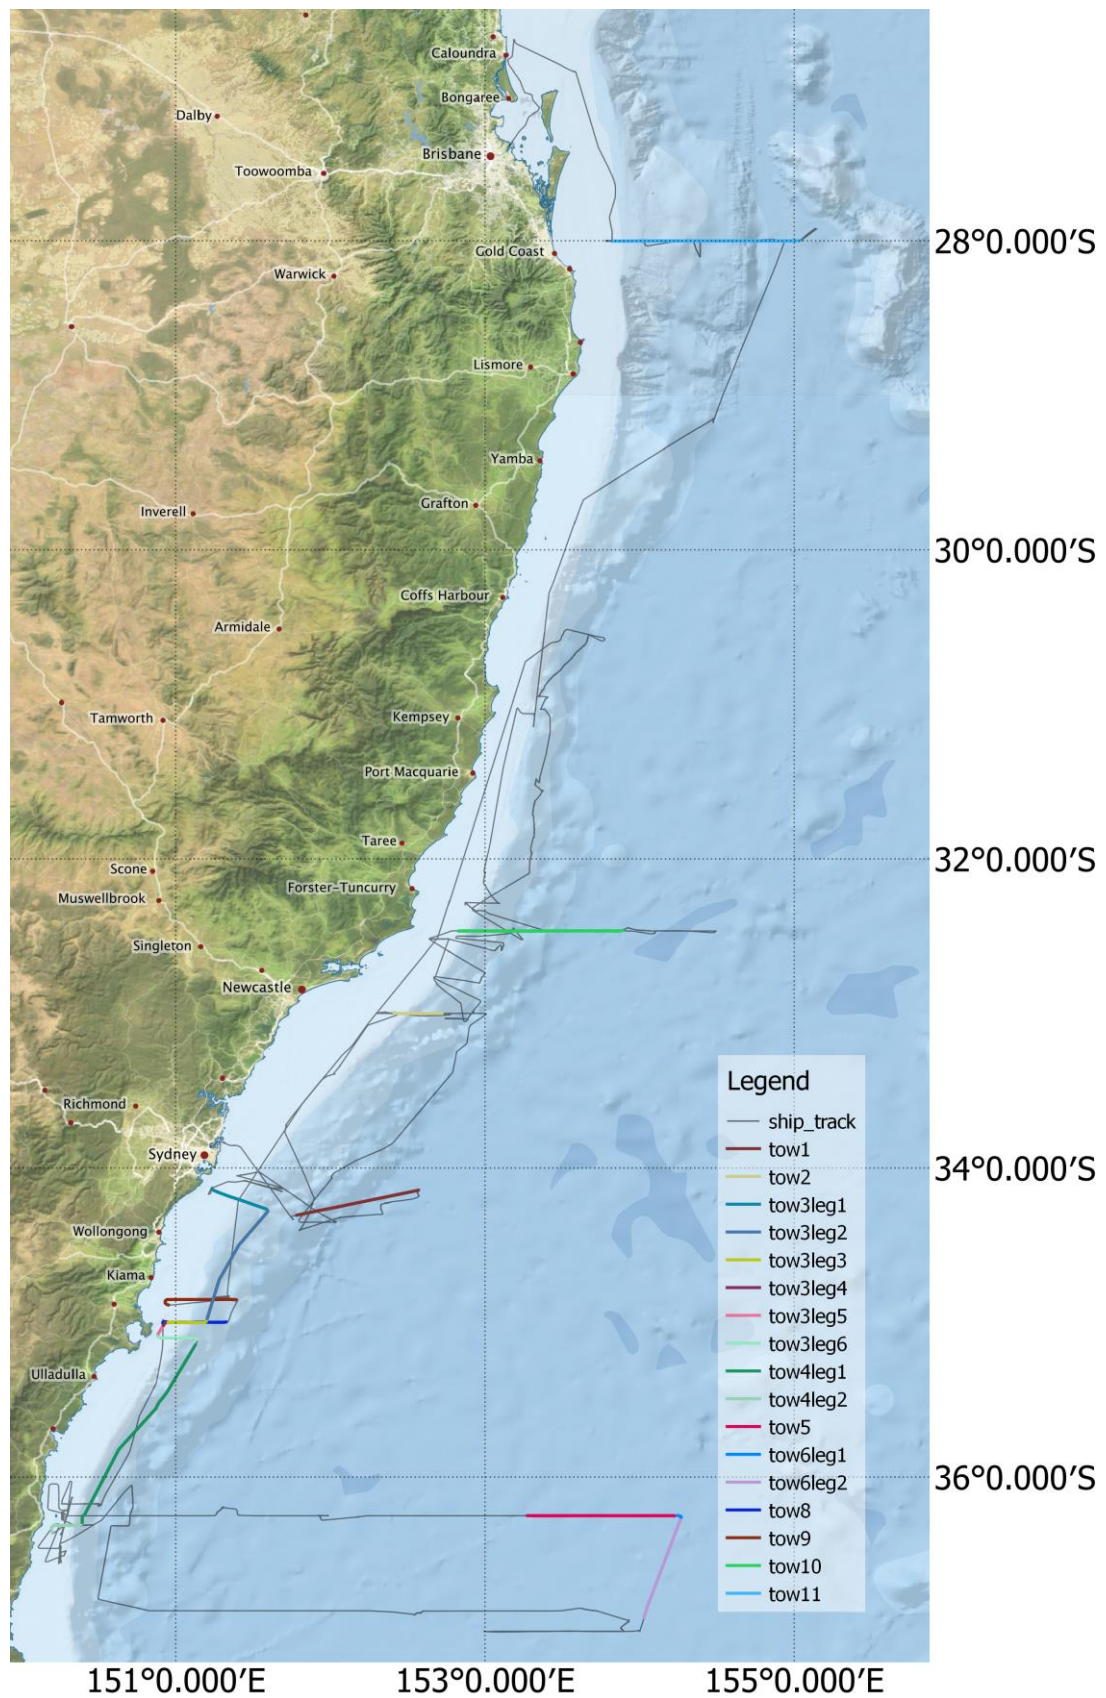 Caloundra
Bongaree
Dalby
Brisbane
Toowoomba
28°0.000'S
Gold Coast
Warwick
Lismore
Yamba
Grafton
Inverell
30°0.000'S
Coffs Harbour
Armidale
Kempsey
Tamworth
Port Macquarie
Taree
32°0.000'S
Scone
Forster-Tuncurry
Muswellbrook
Singleton
Newcastle
Legend
Richmond
ship_track
tow1
Sydney
34°0.000'S
tow2
tow3leg1
Wollongong
tow3leg2
tow3leg3
Kiama
tow3leg4
tow3leg5
tow3leg6
Ulladulla
tow4leg1
tow4leg2
tow5
tow6leg1
36°0.000'S
tow6leg2
tow8
tow9
tow10
tow11
151°0.000'E 153°0.000'E 155°0.000'E